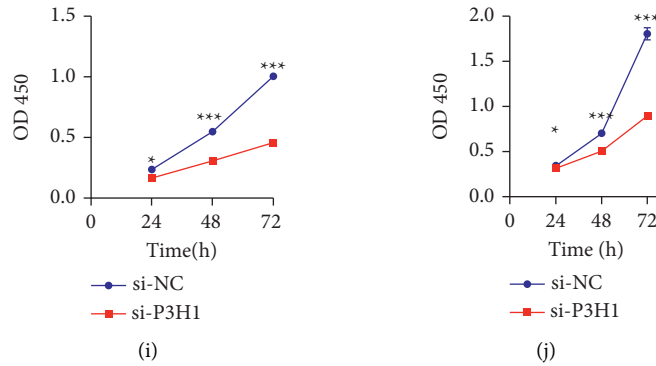 1.5
1.0
0.5
0.0
OD 450
*
***
***
0
24
48
72
Time(h)
si-NC
si-P3H1
(i)
2.0
1.5
1.0
0.5
0.0
OD 450
*
***
***
0
24
48
72
Time (h)
si-NC
si-P3H1
(j)